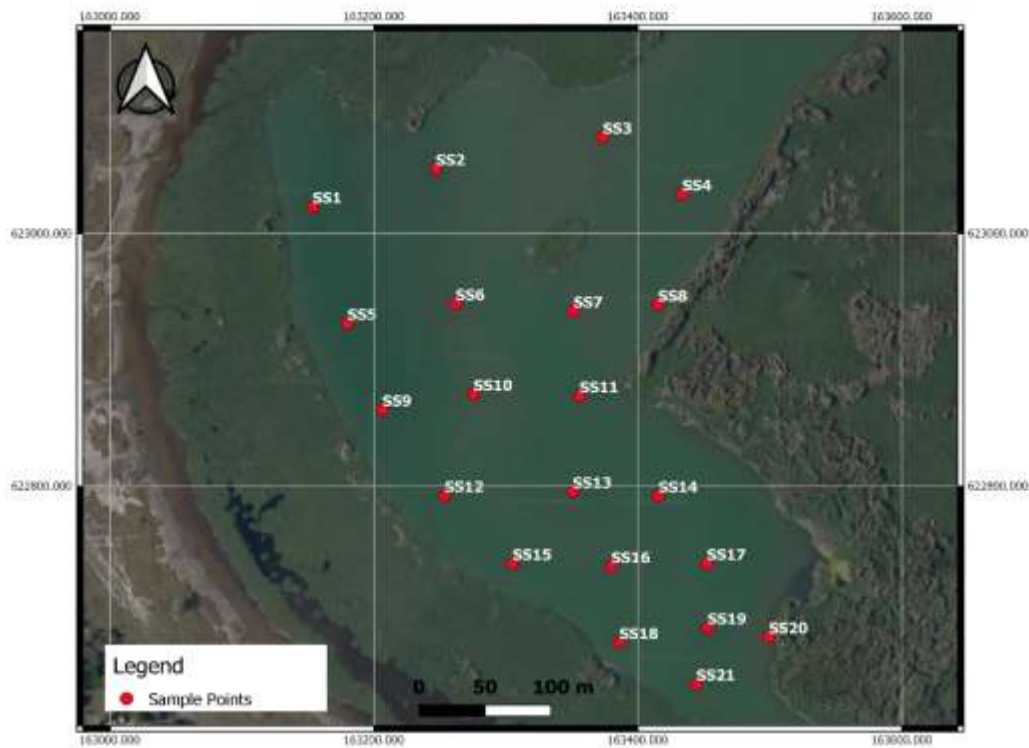 163000.000 163200.000 163400.000 163600.000
SS3
SS2
SS4
SS1
623000.000 623000.000
SS6
SS8
SS7
SS5
SS10
SS11
SS9
622800.000 622800.000
SS12
SS13
SS14
SS15
SS16
SS17
SS19
SS20
SS18
SS21
Legend
Sample Points
0 50 100 m
163000.000 163200.000 163400.000 163600.000